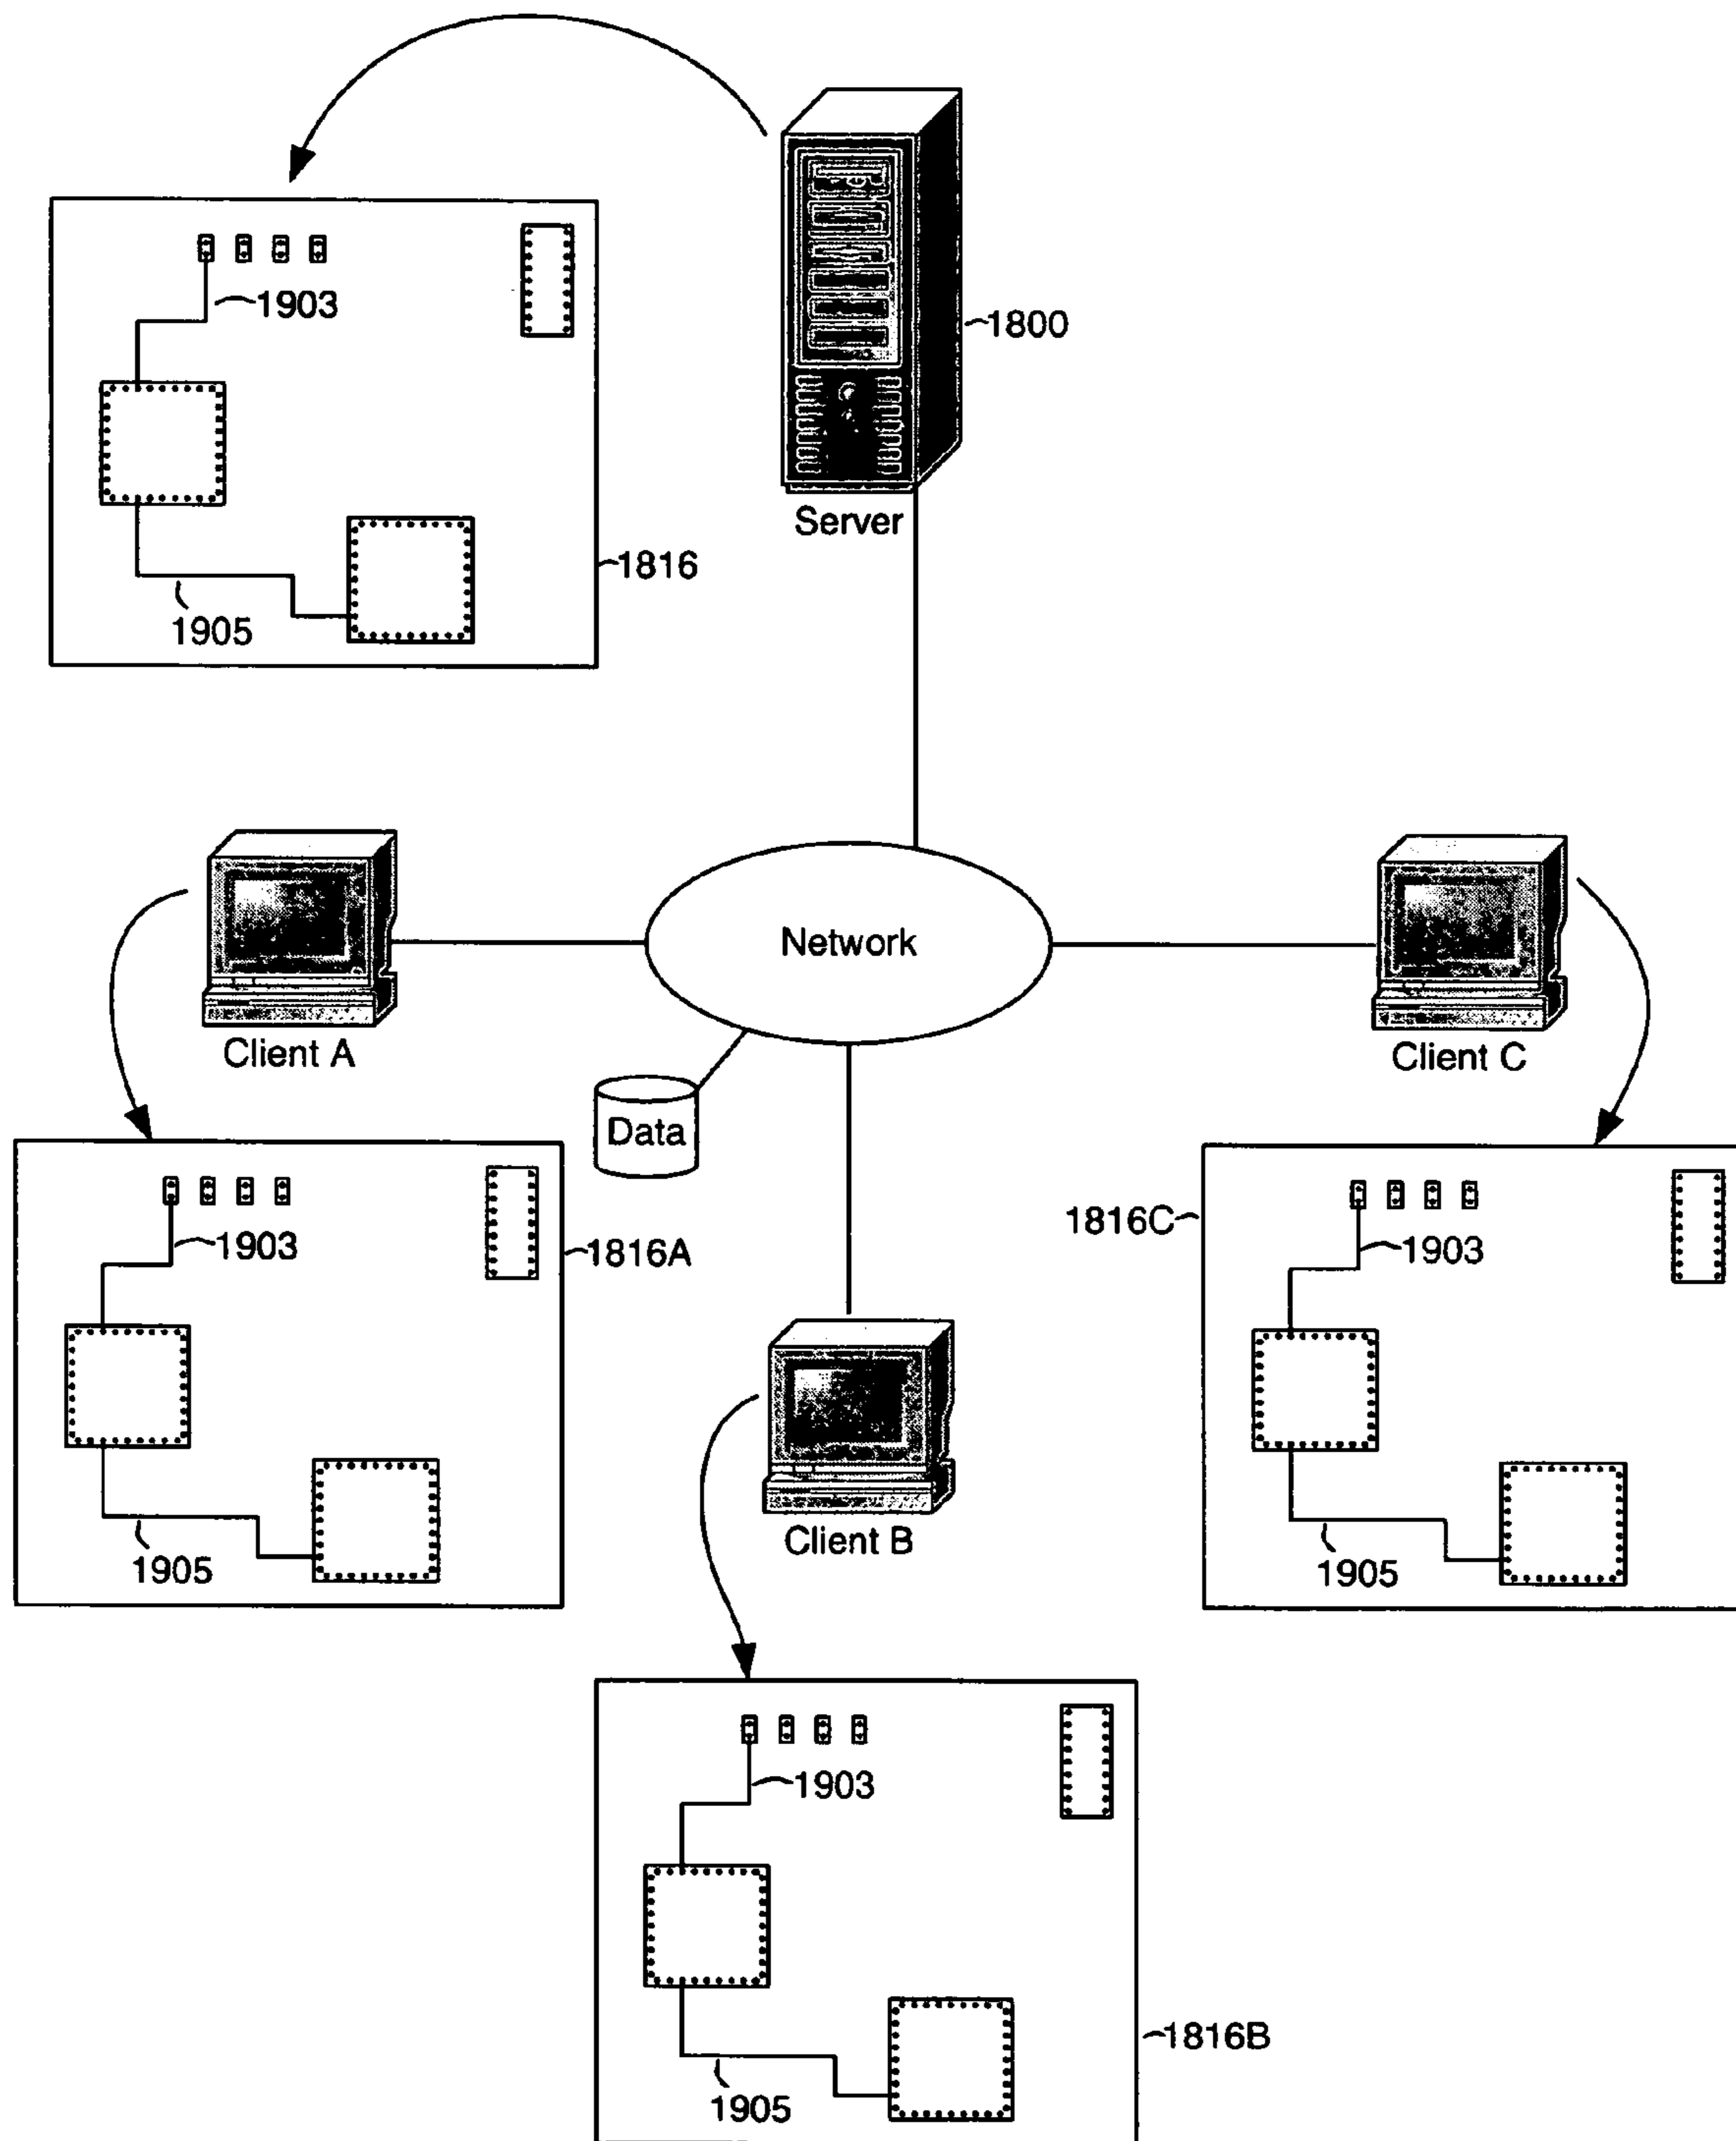 1903
1800
Server
1816
1905
Network
Client A
Client C
Data
1903
1816A
1816C
1903
1905
1905
Client B
1903
1816B
1905